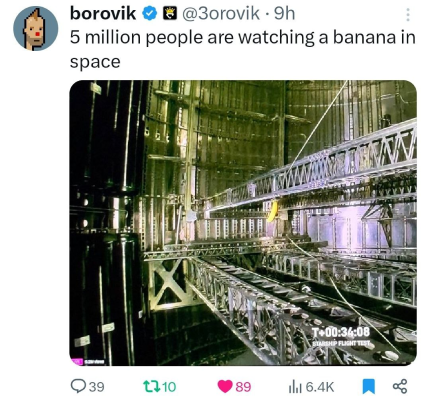 borovik @3orovik · 9h
5 million people are watching a banana in
space
T+00:34:08
STARSHIP FLIGHT TEST
39 10 89 6.4K